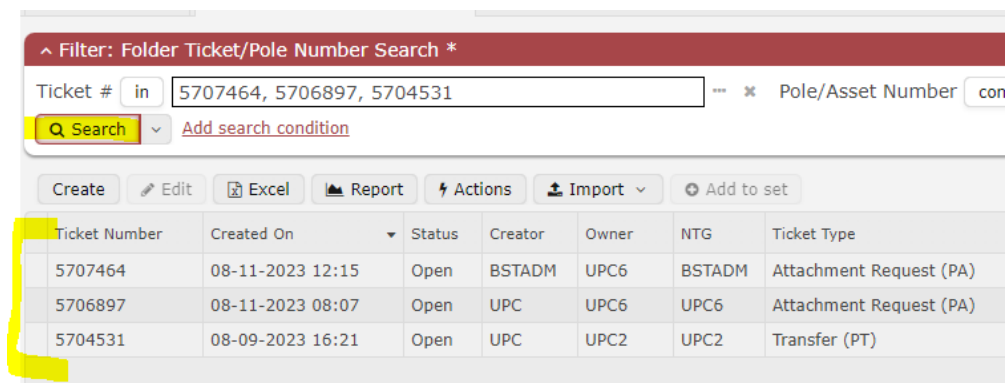 Filter: Folder Ticket/Pole Number Search *
Ticket # in 5707464, 5706897, 5704531 Pole/Asset Number con
Search Add search condition
Create Edit Excel Report Actions Import Add to set
Ticket Number Created On Status Creator Owner NTG Ticket Type
5707464 08-11-2023 12:15 Open BSTADM UPC6 BSTADM Attachment Request (PA)
5706897 08-11-2023 08:07 Open UPC UPC6 UPC6 Attachment Request (PA)
5704531 08-09-2023 16:21 Open UPC UPC2 UPC2 Transfer (PT)